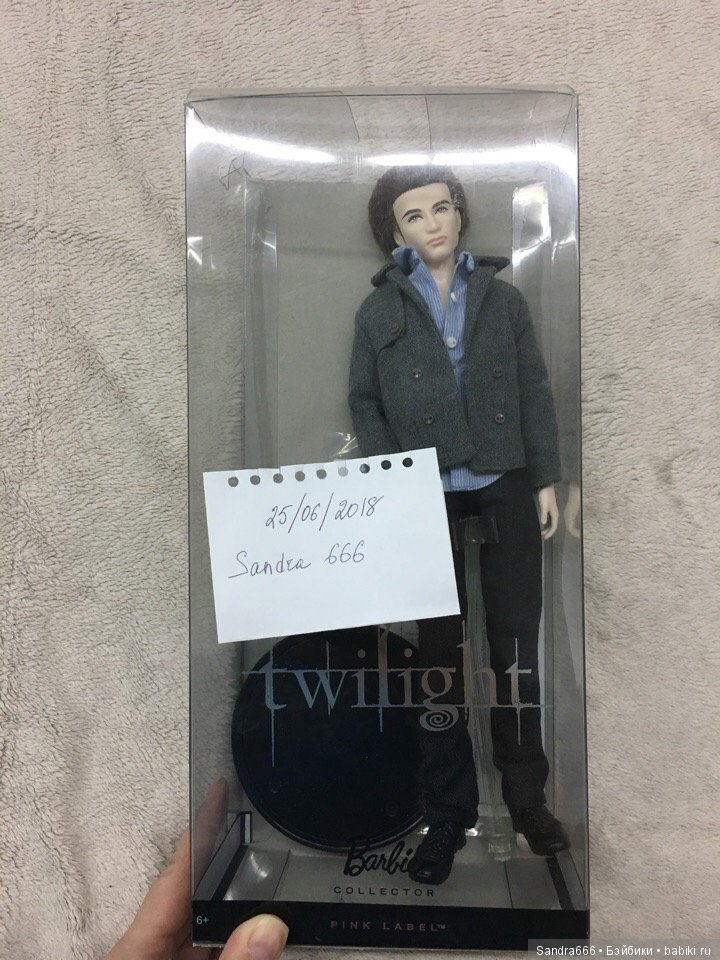 25/06/2018
Sandra 666
twilight
Barbie
COLLECTOR
6+
PINK LABEL™
Sandra666 • Бэйбики • babiki.ru